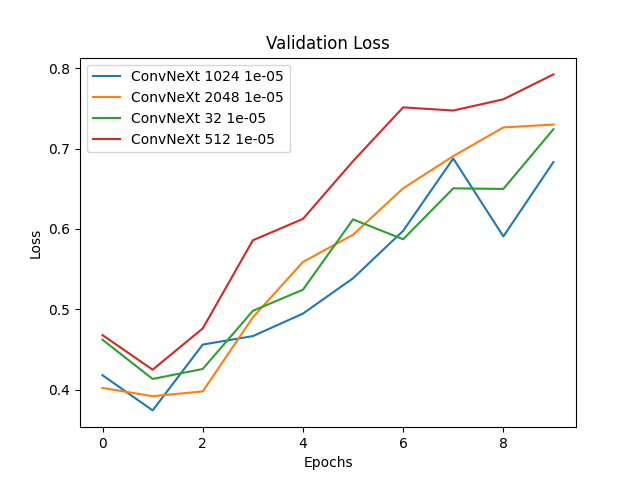 Validation Loss
ConvNeXt 1024 1e-05
ConvNeXt 2048 1e-05
ConvNeXt 32 1e-05
ConvNeXt 512 1e-05
0.8
0.7
0.6
0.5
0.4
Loss
0 2 4 6 8
Epochs